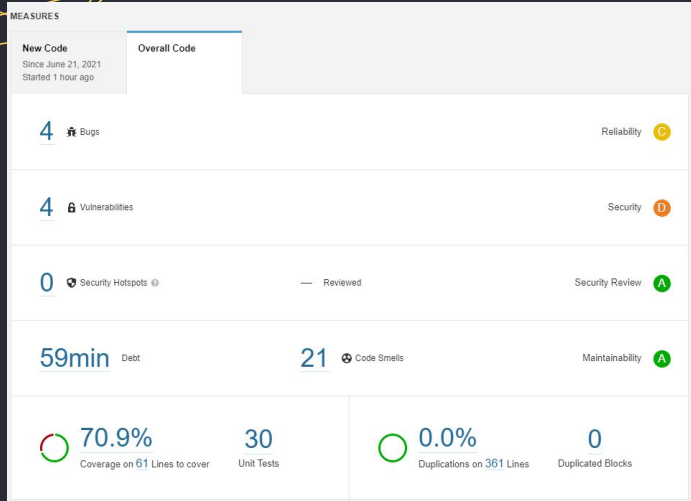 MEASURES
New Code
Since June 21, 2021
Started 1 hour ago
Overall Code
4 Bugs Reliability C
4 Vulnerabilities Security D
0 Security Hotspots ? — Reviewed Security Review A
59min Debt 21 Code Smells Maintainability A
70.9% 30 0.0% 0
Coverage on 61 Lines to cover Unit Tests Duplications on 361 Lines Duplicated Blocks